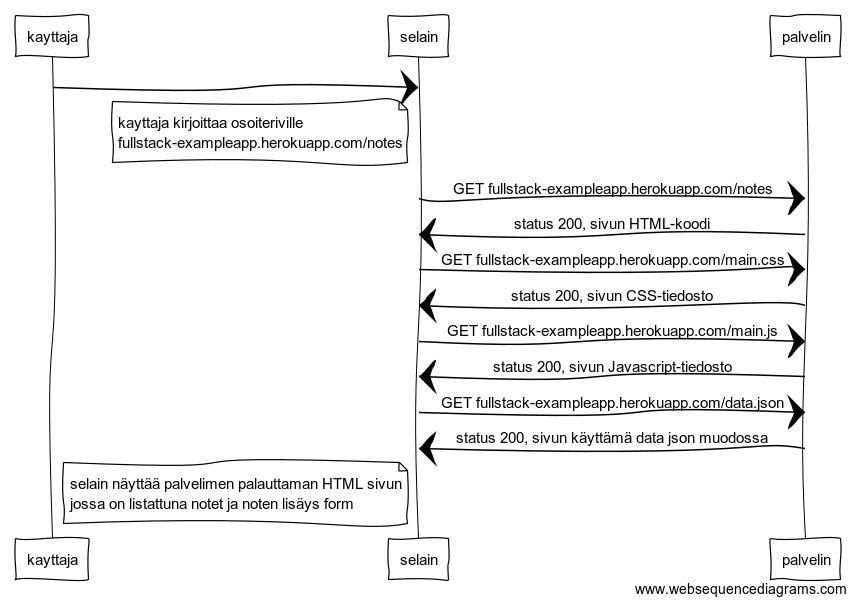 kayttaja
selain
palvelin
kayttaja kirjoittaa osoiteriville
fullstack-exampleapp.herokuapp.com/notes
GET fullstack-exampleapp.herokuapp.com/notes
status 200, sivun HTML-koodi
GET fullstack-exampleapp.herokuapp.com/main.css
status 200, sivun CSS-tiedosto
GET fullstack-exampleapp.herokuapp.com/main.js
status 200, sivun Javascript-tiedosto
GET fullstack-exampleapp.herokuapp.com/data.json
status 200, sivun käyttämä data json muodossa
selain näyttää palvelimen palauttaman HTML sivun
jossa on listattuna notet ja noten lisäys form
kayttaja
selain
palvelin
www.websequencediagrams.com